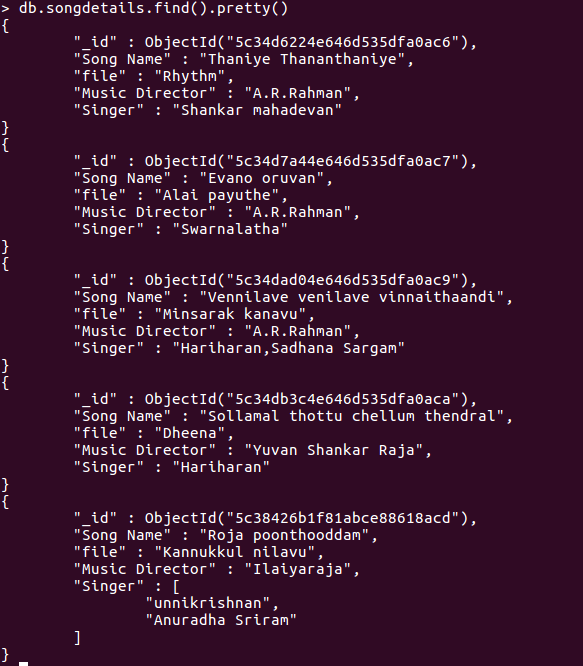 > db.songdetails.find().pretty()
{
"_id" : ObjectId("5c34d6224e646d535dfa0ac6"),
"Song Name" : "Thaniye Thananthaniye",
"file" : "Rhythm",
"Music Director" : "A.R.Rahman",
"Singer" : "Shankar mahadevan"
}
{
"_id" : ObjectId("5c34d7a44e646d535dfa0ac7"),
"Song Name" : "Evano oruvan",
"file" : "Alai payuthe",
"Music Director" : "A.R.Rahman",
"Singer" : "Swarnalatha"
}
{
"_id" : ObjectId("5c34dad04e646d535dfa0ac9"),
"Song Name" : "Vennilave venilave vinnaithaandi",
"file" : "Minsarak kanavu",
"Music Director" : "A.R.Rahman",
"Singer" : "Hariharan,Sadhana Sargam"
}
{
"_id" : ObjectId("5c34db3c4e646d535dfa0aca"),
"Song Name" : "Sollamal thottu chellum thendral",
"file" : "Dheena",
"Music Director" : "Yuvan Shankar Raja",
"Singer" : "Hariharan"
}
{
"_id" : ObjectId("5c38426b1f81abce88618acd"),
"Song Name" : "Roja poonthooddam",
"file" : "Kannukkul nilavu",
"Music Director" : "Ilaiyaraja",
"Singer" : [
"unnikrishnan",
"Anuradha Sriram"
]
}